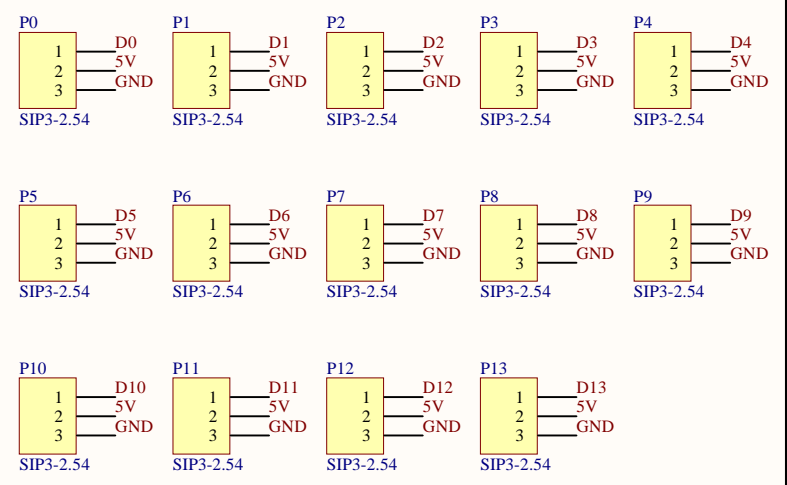 P0 P1 P2 P3 P4
1 D0 1 D1 1 D2 1 D3 1 D4
2 5V 2 5V 2 5V 2 5V 2 5V
3 GND 3 GND 3 GND 3 GND 3 GND
SIP3-2.54 SIP3-2.54 SIP3-2.54 SIP3-2.54 SIP3-2.54
P5 P6 P7 P8 P9
1 D5 1 D6 1 D7 1 D8 1 D9
2 5V 2 5V 2 5V 2 5V 2 5V
3 GND 3 GND 3 GND 3 GND 3 GND
SIP3-2.54 SIP3-2.54 SIP3-2.54 SIP3-2.54 SIP3-2.54
P10 P11 P12 P13
1 D10 1 D11 1 D12 1 D13
2 5V 2 5V 2 5V 2 5V
3 GND 3 GND 3 GND 3 GND
SIP3-2.54 SIP3-2.54 SIP3-2.54 SIP3-2.54